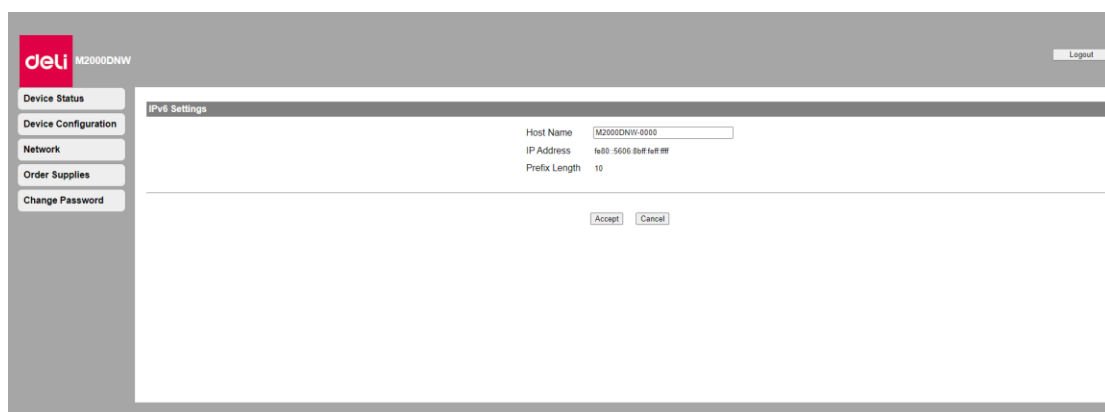 deli M2000DNW
Logout
Device Status
Device Configuration
Network
Order Supplies
Change Password
IPv6 Settings
Host Name M2000DNW-0000
IP Address fe80::5606:8bff:feff:ffff
Prefix Length 10
Accept Cancel